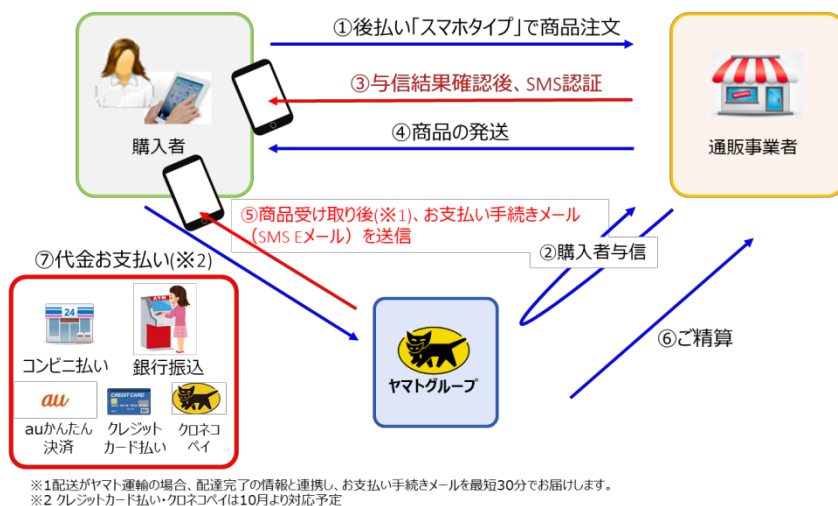 ①後払い「スマホタイプ」で商品注文
③与信結果確認後、SMS認証
④商品の発送
購入者
通販事業者
⑤商品受け取り後(※1)、お支払い手続きメール
（SMS Eメール）を送信
②購入者与信
⑦代金お支払い(※2)
24
ATM
コンビニ払い
銀行振込
ヤマトグループ
⑥ご精算
au
CREDIT CARD
auかんたん
決済
クレジット
カード払い
クロネコ
ペイ
※1配送がヤマト運輸の場合、配達完了の情報と連携し、お支払い手続きメールを最短30分でお届けします。
※2 クレジットカード払い・クロネコペイは10月より対応予定